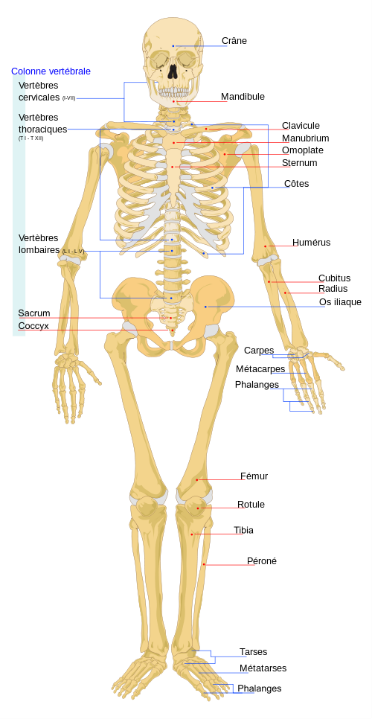 Crâne
Colonne vertébrale
Vertèbres
cervicales (I-VII)
Mandibule
Vertèbres
thoraciques
(T I - T XII)
Clavicule
Manubrium
Omoplate
Sternum
Côtes
Vertèbres
lombaires (L I - L V)
Humérus
Cubitus
Radius
Os iliaque
Sacrum
Coccyx
Carpes
Métacarpes
Phalanges
Fémur
Rotule
Tibia
Péroné
Tarses
Métatarses
Phalanges